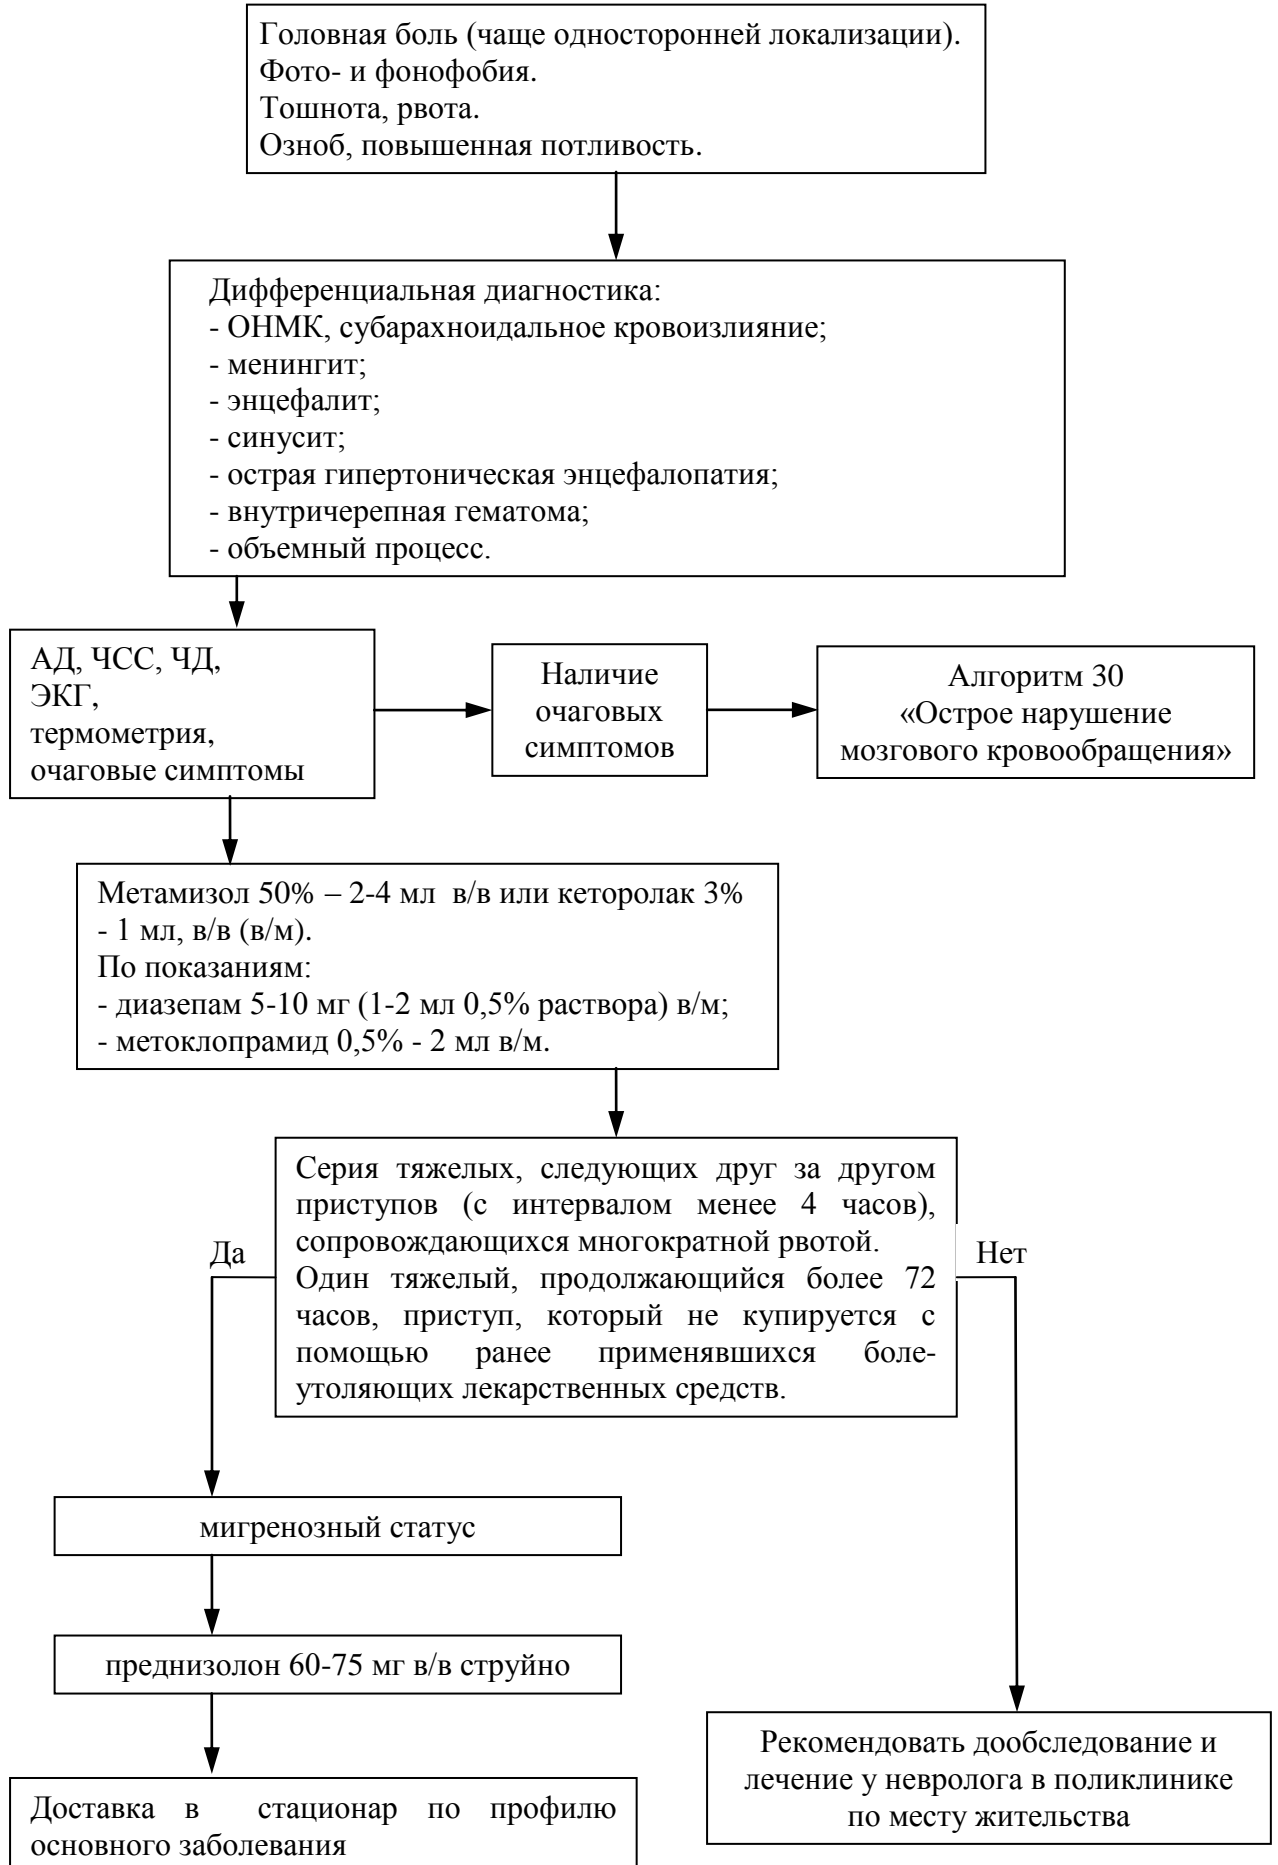 Головная боль (чаще односторонней локализации).
Фото- и фонофобия.
Тошнота, рвота.
Озноб, повышенная потливость.
Дифференциальная диагностика:
- ОНМК, субарахноидальное кровоизлияние;
- менингит;
- энцефалит;
- синусит;
- острая гипертоническая энцефалопатия;
- внутричерепная гематома;
- объемный процесс.
АД, ЧСС, ЧД,
ЭКГ,
термометрия,
очаговые симптомы
Наличие
очаговых
симптомов
Алгоритм 30
«Острое нарушение
мозгового кровообращения»
Метамизол 50% – 2-4 мл в/в или кеторолак 3%
- 1 мл, в/в (в/м).
По показаниям:
- диазепам 5-10 мг (1-2 мл 0,5% раствора) в/м;
- метоклопрамид 0,5% - 2 мл в/м.
Серия тяжелых, следующих друг за другом
приступов (с интервалом менее 4 часов),
сопровождающихся многократной рвотой.
Один тяжелый, продолжающийся более 72
часов, приступ, который не купируется с
помощью ранее применявшихся боле-
утоляющих лекарственных средств.
Да
Нет
мигренозный статус
преднизолон 60-75 мг в/в струйно
Доставка в стационар по профилю
основного заболевания
Рекомендовать дообследование и
лечение у невролога в поликлинике
по месту жительства